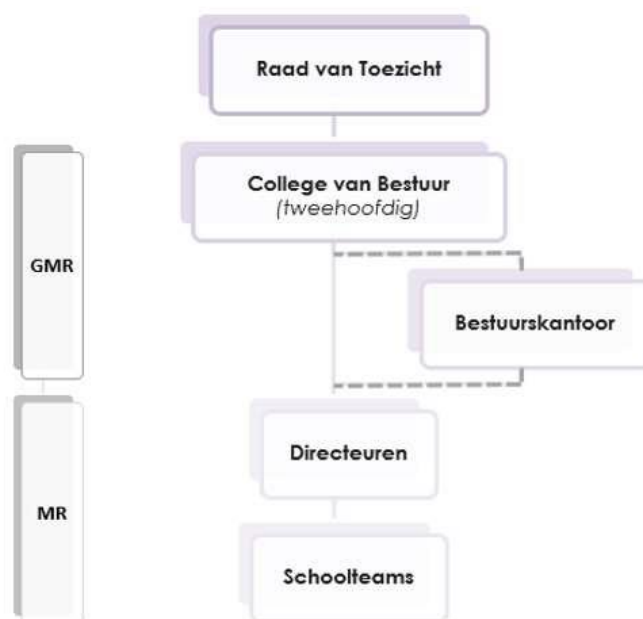 Raad van Toezicht
College van Bestuur
(tweehoofdig)
GMR
Bestuurskantoor
Directeuren
MR
Schoolteams